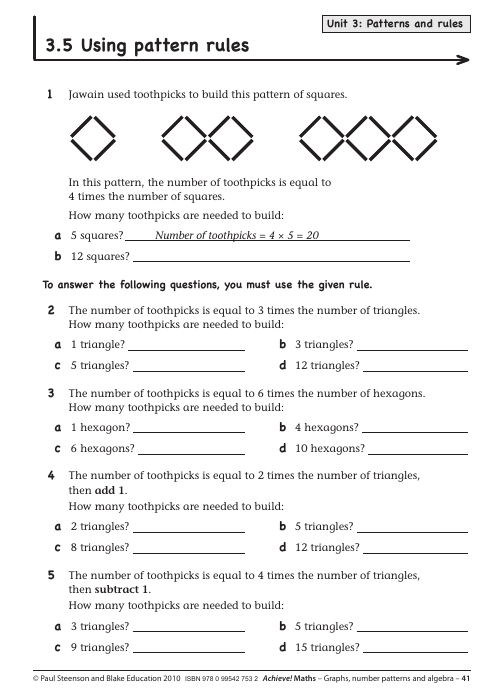 Unit 3: Patterns and rules
3.5 Using pattern rules
1 Jawain used toothpicks to build this pattern of squares.
In this pattern, the number of toothpicks is equal to
4 times the number of squares.
How many toothpicks are needed to build:
a 5 squares? Number of toothpicks = 4 × 5 = 20
b 12 squares?
To answer the following questions, you must use the given rule.
2 The number of toothpicks is equal to 3 times the number of triangles.
How many toothpicks are needed to build:
a 1 triangle? b 3 triangles?
c 5 triangles? d 12 triangles?
3 The number of toothpicks is equal to 6 times the number of hexagons.
How many toothpicks are needed to build:
a 1 hexagon? b 4 hexagons?
c 6 hexagons? d 10 hexagons?
4 The number of toothpicks is equal to 2 times the number of triangles,
then add 1.
How many toothpicks are needed to build:
a 2 triangles? b 5 triangles?
c 8 triangles? d 12 triangles?
5 The number of toothpicks is equal to 4 times the number of triangles,
then subtract 1.
How many toothpicks are needed to build:
a 3 triangles? b 5 triangles?
c 9 triangles? d 15 triangles?
© Paul Steenson and Blake Education 2010 ISBN 978 0 99542 753 2 Achieve! Maths – Graphs, number patterns and algebra – 41